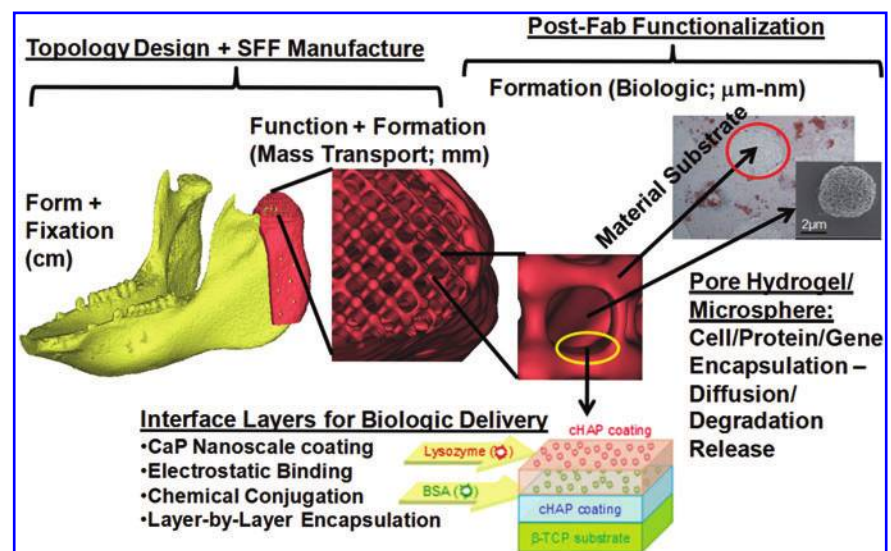 Topology Design + SFF Manufacture
Post-Fab Functionalization
Formation (Biologic; μm-nm)
Function + Formation
(Mass Transport; mm)
Form +
Fixation
(cm)
Material Substrate
2μm
Pore Hydrogel/
Microsphere:
Cell/Protein/Gene
Encapsulation –
Diffusion/
Degradation
Release
Interface Layers for Biologic Delivery
•CaP Nanoscale coating
•Electrostatic Binding
•Chemical Conjugation
•Layer-by-Layer Encapsulation
cHAP coating
Lysozyme ( )
BSA ( )
cHAP coating
β-TCP substrate